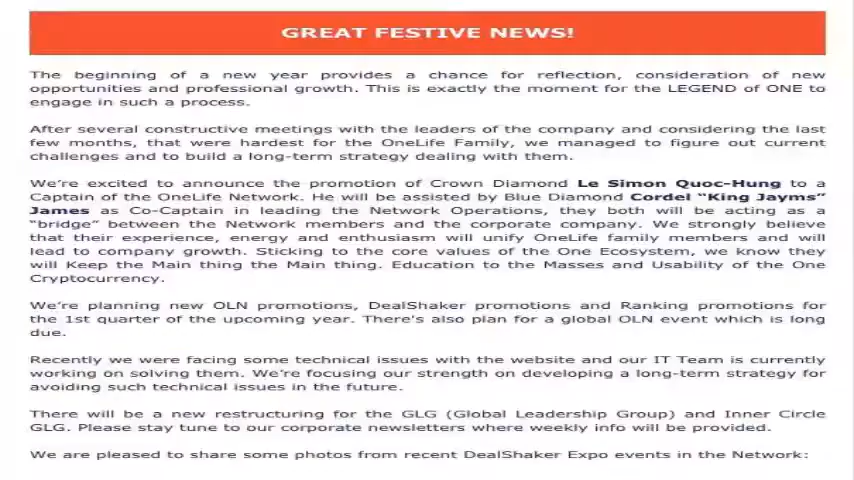 GREAT FESTIVE NEWS!
The beginning of a new year provides a chance for reflection, consideration of new
opportunities and professional growth. This is exactly the moment for the LEGEND of ONE to
engage in such a process.
After several constructive meetings with the leaders of the company and considering the last
few months, that were hardest for the OneLife Family, we managed to figure out current
challenges and to build a long-term strategy dealing with them.
We're excited to announce the promotion of Crown Diamond Le Simon Quoc-Hung to a
Captain of the OneLife Network. He will be assisted by Blue Diamond Cordel "King Jayms"
James as Co-Captain in leading the Network Operations, they both will be acting as a
"bridge" between the Network members and the corporate company. We strongly believe
that their experience, energy and enthusiasm will unify OneLife family members and will
lead to company growth. Sticking to the core values of the One Ecosystem, we know they
will Keep the Main thing the Main thing. Education to the Masses and Usability of the One
Cryptocurrency.
We're planning new OLN promotions, DealShaker promotions and Ranking promotions for
the 1st quarter of the upcoming year. There's also plan for a global OLN event which is long
due.
Recently we were facing some technical issues with the website and our IT Team is currently
working on solving them. We're focusing our strength on developing a long-term strategy for
avoiding such technical issues in the future.
There will be a new restructuring for the GLG (Global Leadership Group) and Inner Circle
GLG. Please stay tune to our corporate newsletters where weekly info will be provided.
We are pleased to share some photos from recent DealShaker Expo events in the Network: